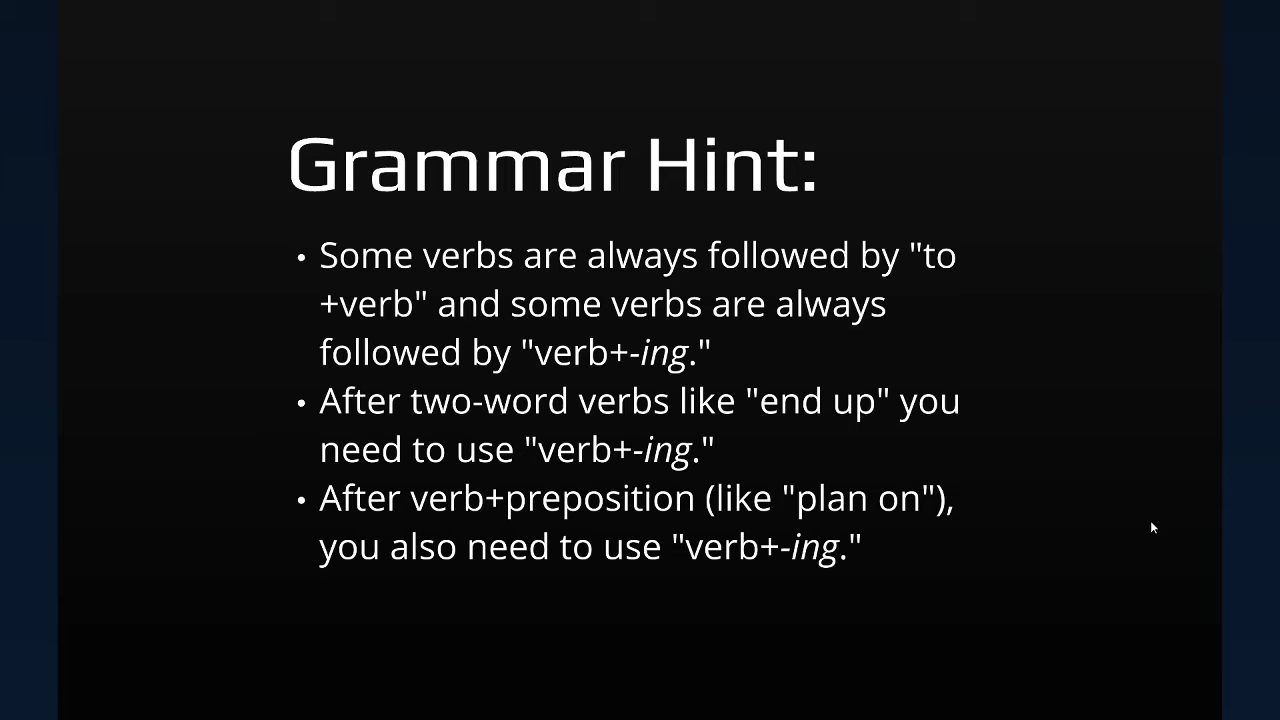 Grammar Hint:
• Some verbs are always followed by "to
+verb" and some verbs are always
followed by "verb+-ing."
• After two-word verbs like "end up" you
need to use "verb+-ing."
• After verb+preposition (like "plan on"),
you also need to use "verb+-ing."